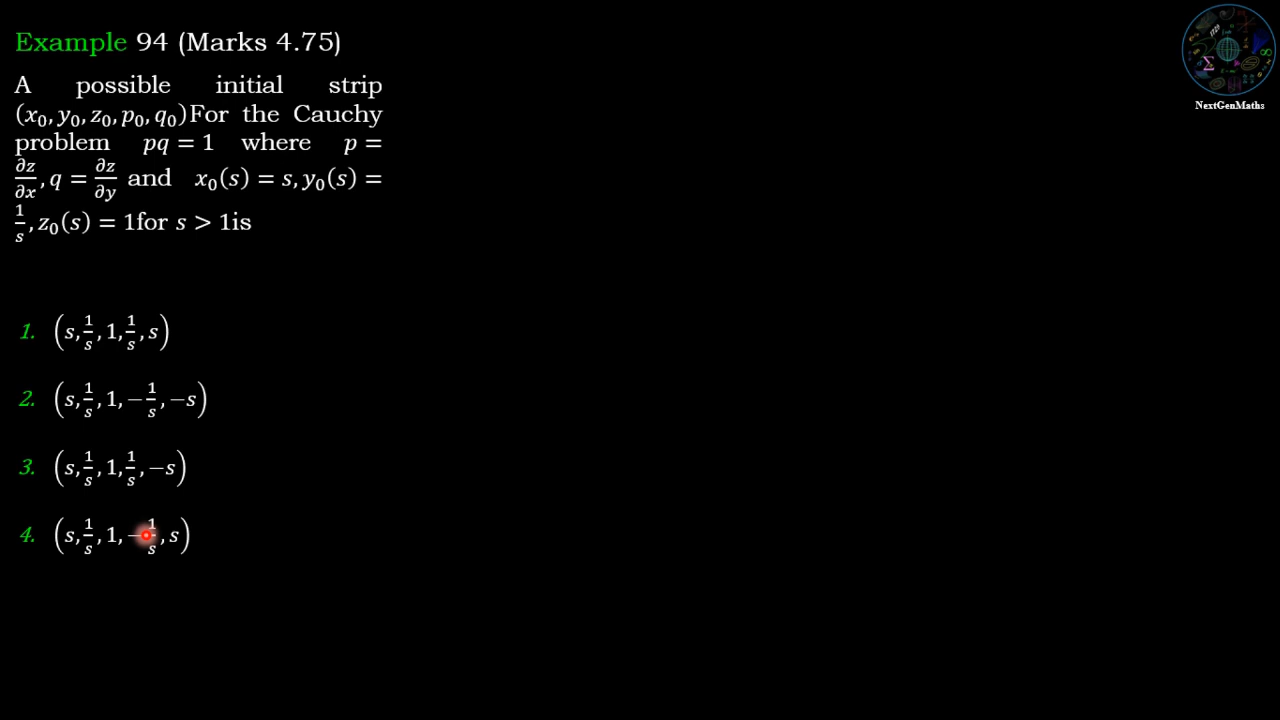 Example 94 (Marks 4.75)
NextGenMaths
A possible initial strip
(x₀, y₀, z₀, p₀, q₀)For the Cauchy
problem pq = 1 where p =
∂z/∂x, q = ∂z/∂y and x₀(s) = s, y₀(s) =
1/s, z₀(s) = 1for s > 1is
1. (s, 1/s, 1, 1/s, s)
2. (s, 1/s, 1, −1/s, −s)
3. (s, 1/s, 1, 1/s, −s)
4. (s, 1/s, 1, −1/s, s)